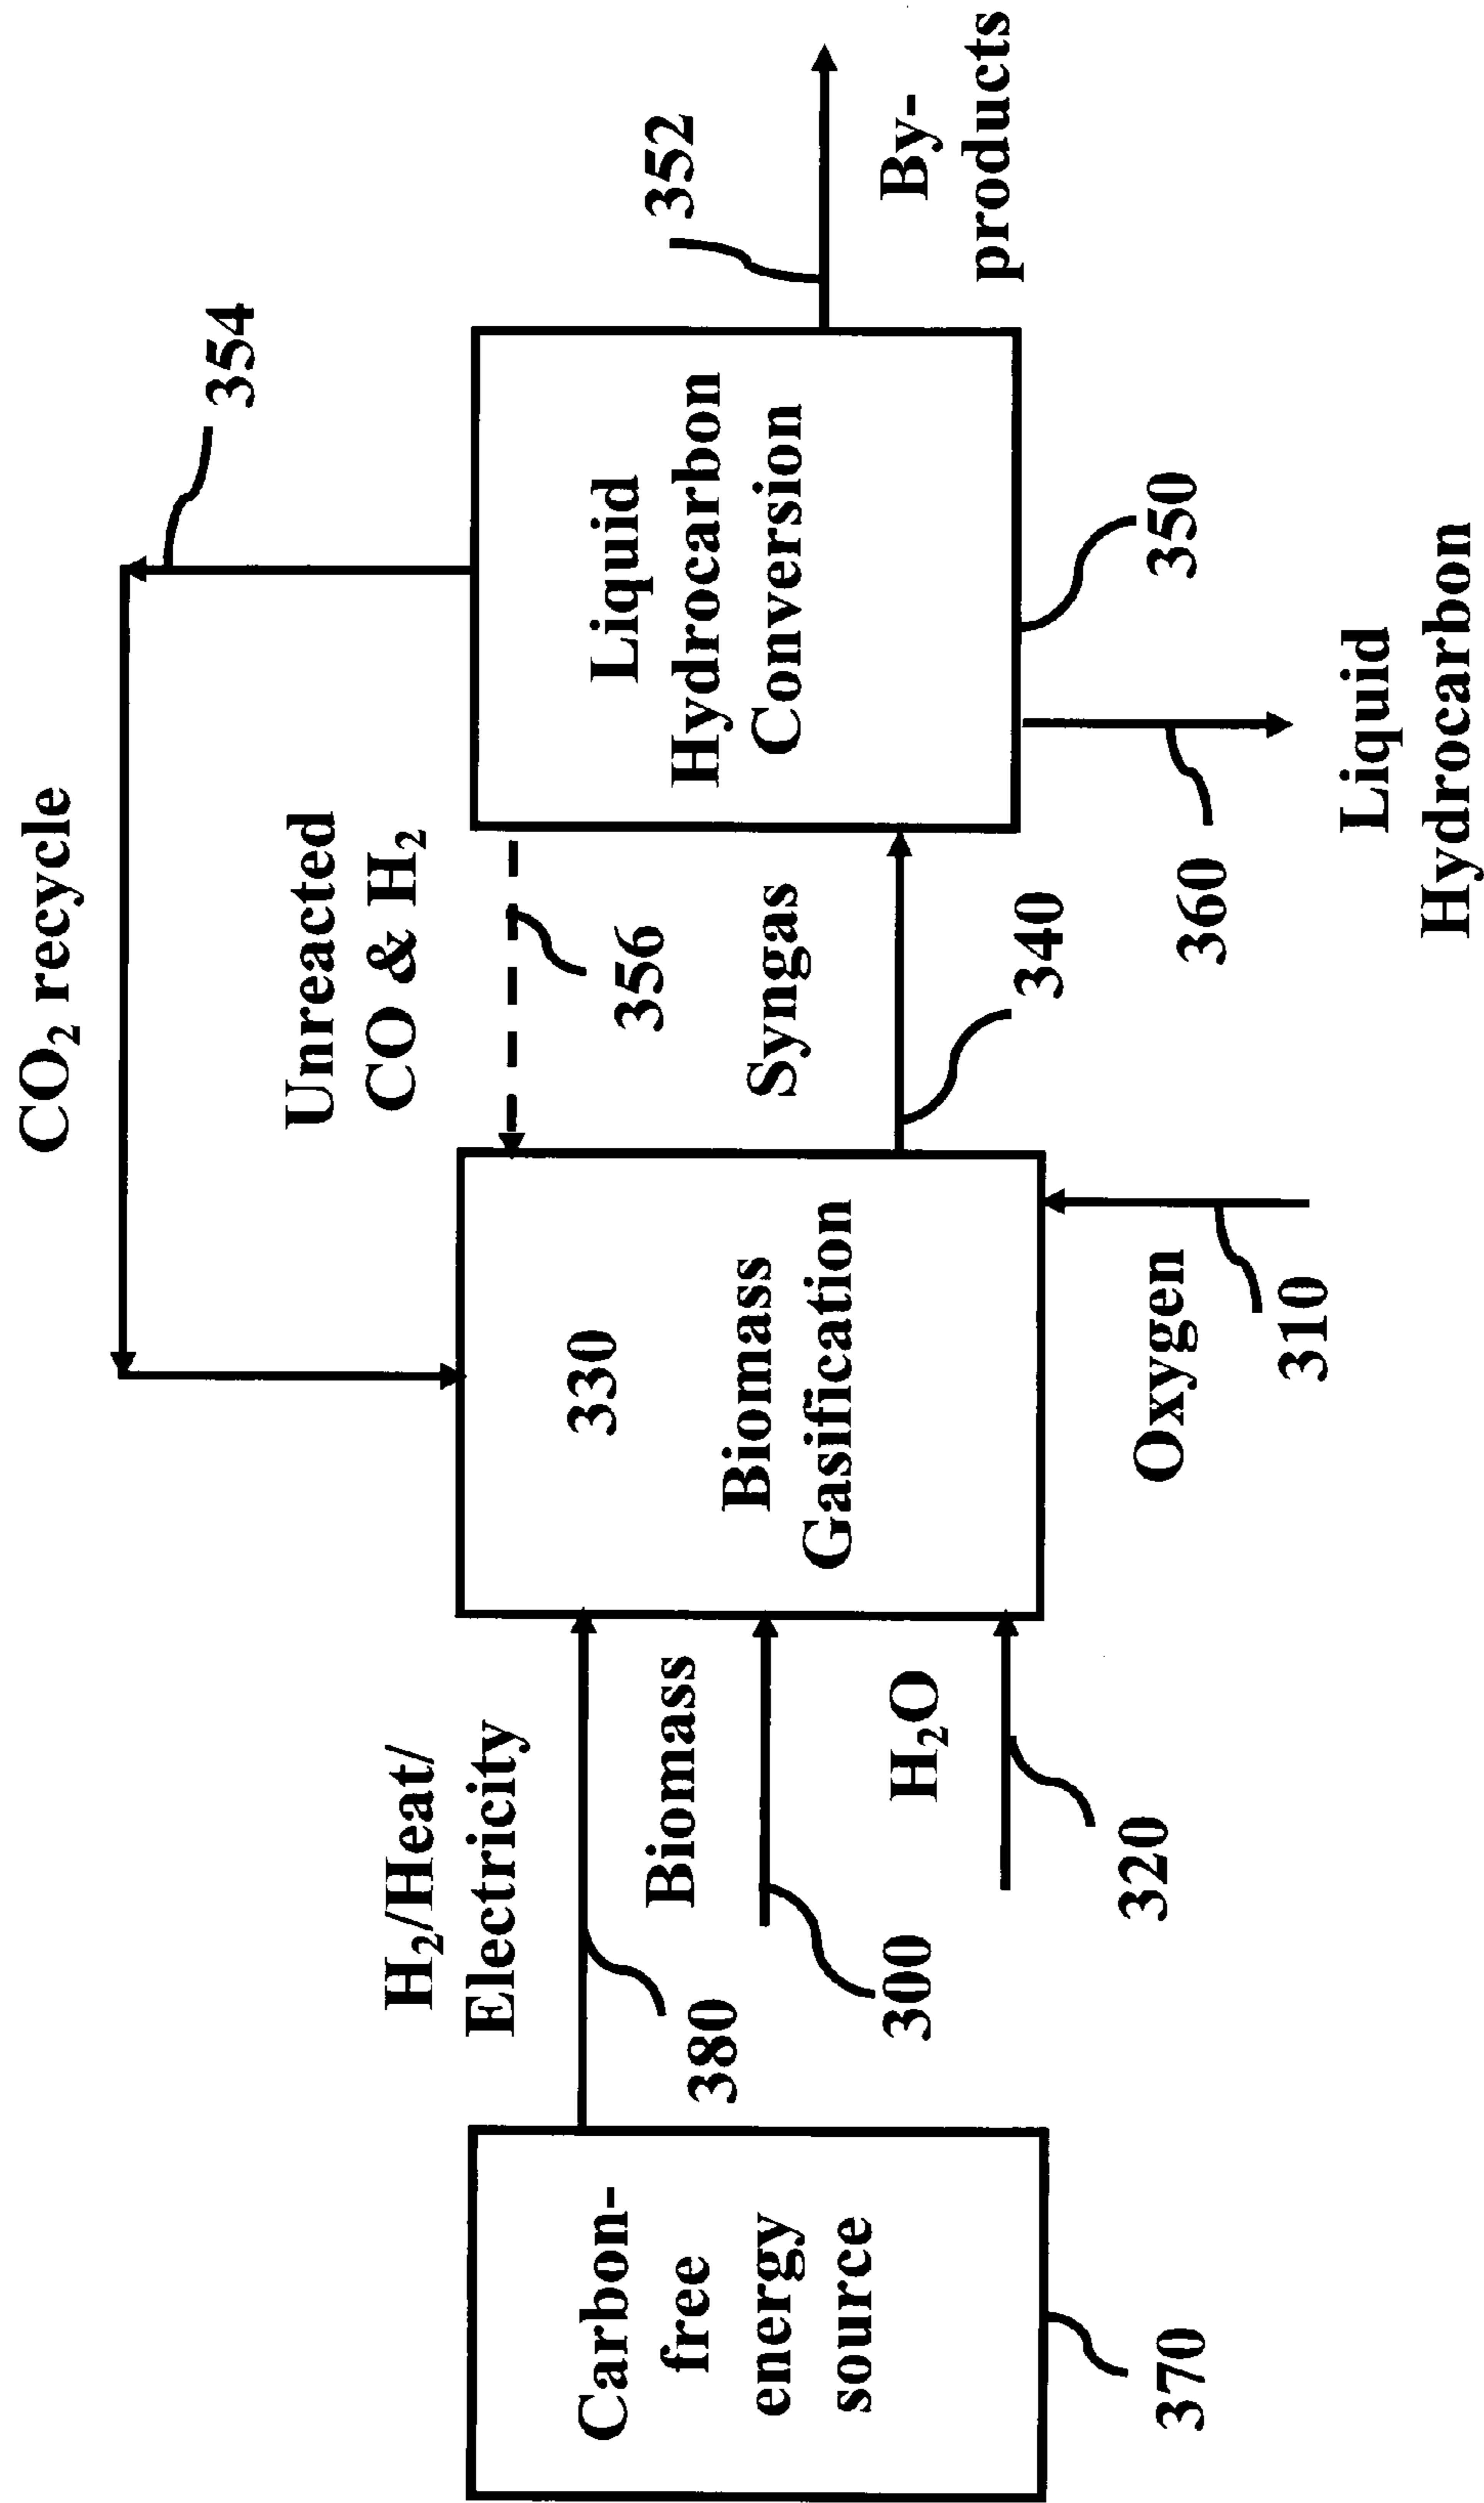 CO₂ recycle
354
Unreacted
CO & H₂
356
H₂/Heat/
Electricity
380
Carbon-
free
energy
source
370
Biomass
300
H₂O
320
330
Biomass
Gasification
Oxygen
310
Syngas
340
Liquid
Hydrocarbon
Conversion
350
352
By-
products
360
Liquid
Hydrocarbon